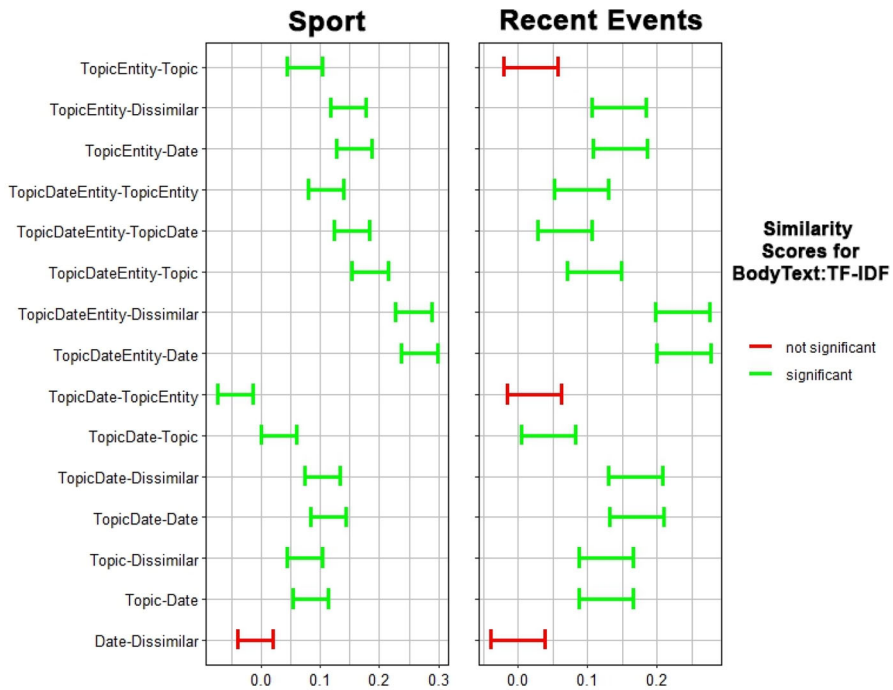 Sport
Recent Events
TopicEntity-Topic
TopicEntity-Dissimilar
TopicEntity-Date
TopicDateEntity-TopicEntity
TopicDateEntity-TopicDate
TopicDateEntity-Topic
TopicDateEntity-Dissimilar
TopicDateEntity-Date
TopicDate-TopicEntity
TopicDate-Topic
TopicDate-Dissimilar
TopicDate-Date
Topic-Dissimilar
Topic-Date
Date-Dissimilar
0.0 0.1 0.2 0.3
0.0 0.1 0.2
Similarity
Scores for
BodyText:TF-IDF
not significant
significant